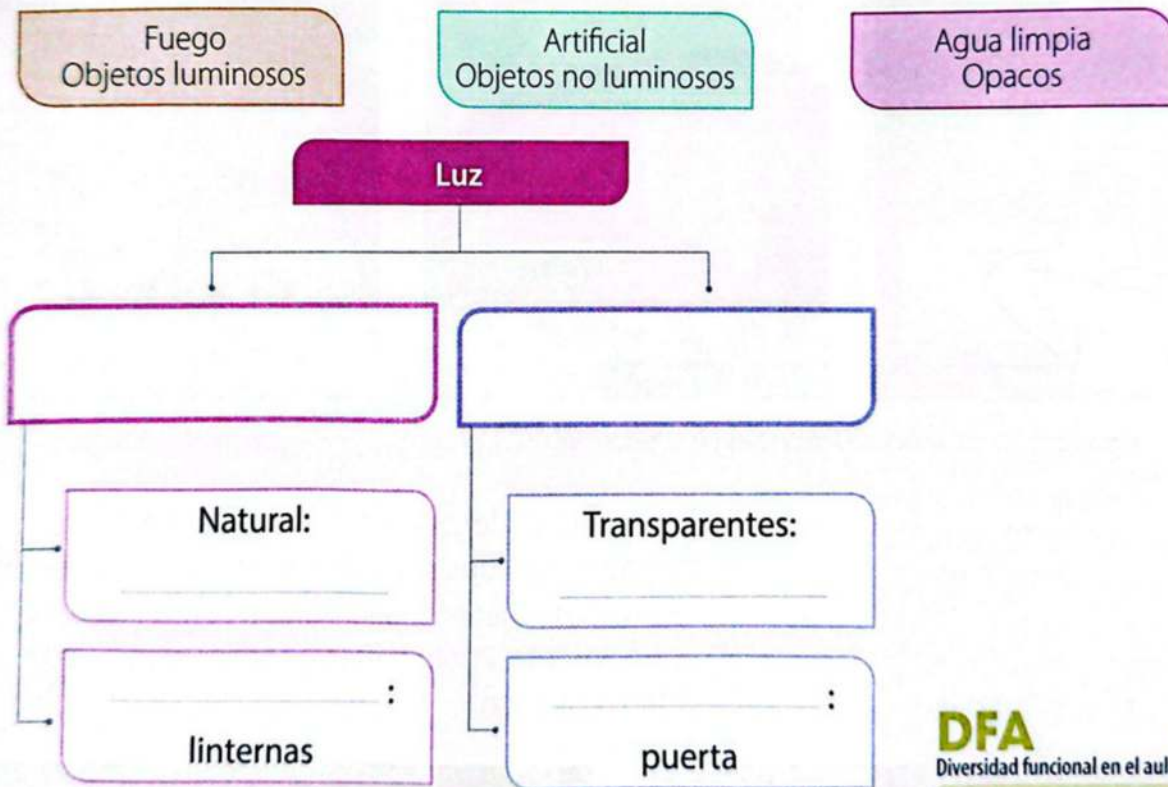 Fuego
Objetos luminosos
Artificial
Objetos no luminosos
Agua limpia
Opacos
Luz
Natural:
Transparentes:
:
linternas
:
puerta
DFA
Diversidad funcional en el aul